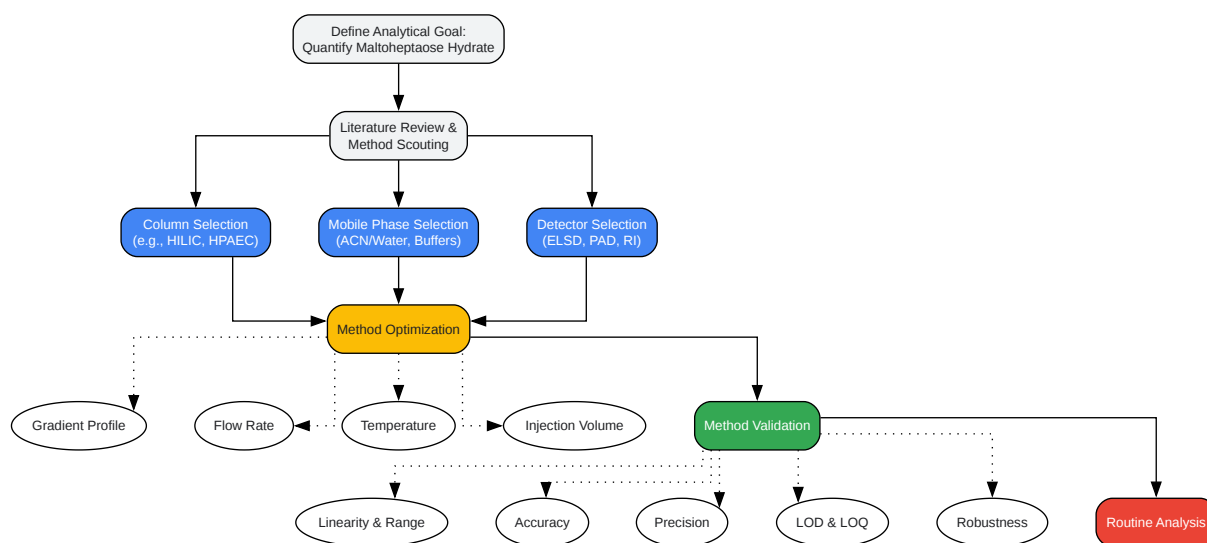 Define Analytical Goal:
Quantify Maltoheptaose Hydrate
Literature Review &
Method Scouting
Column Selection
(e.g., HILIC, HPAEC)
Mobile Phase Selection
(ACN/Water, Buffers)
Detector Selection
(ELSD, PAD, RI)
Method Optimization
Gradient Profile
Flow Rate
Temperature
Injection Volume
Method Validation
Linearity & Range
Accuracy
Precision
LOD & LOQ
Robustness
Routine Analysis